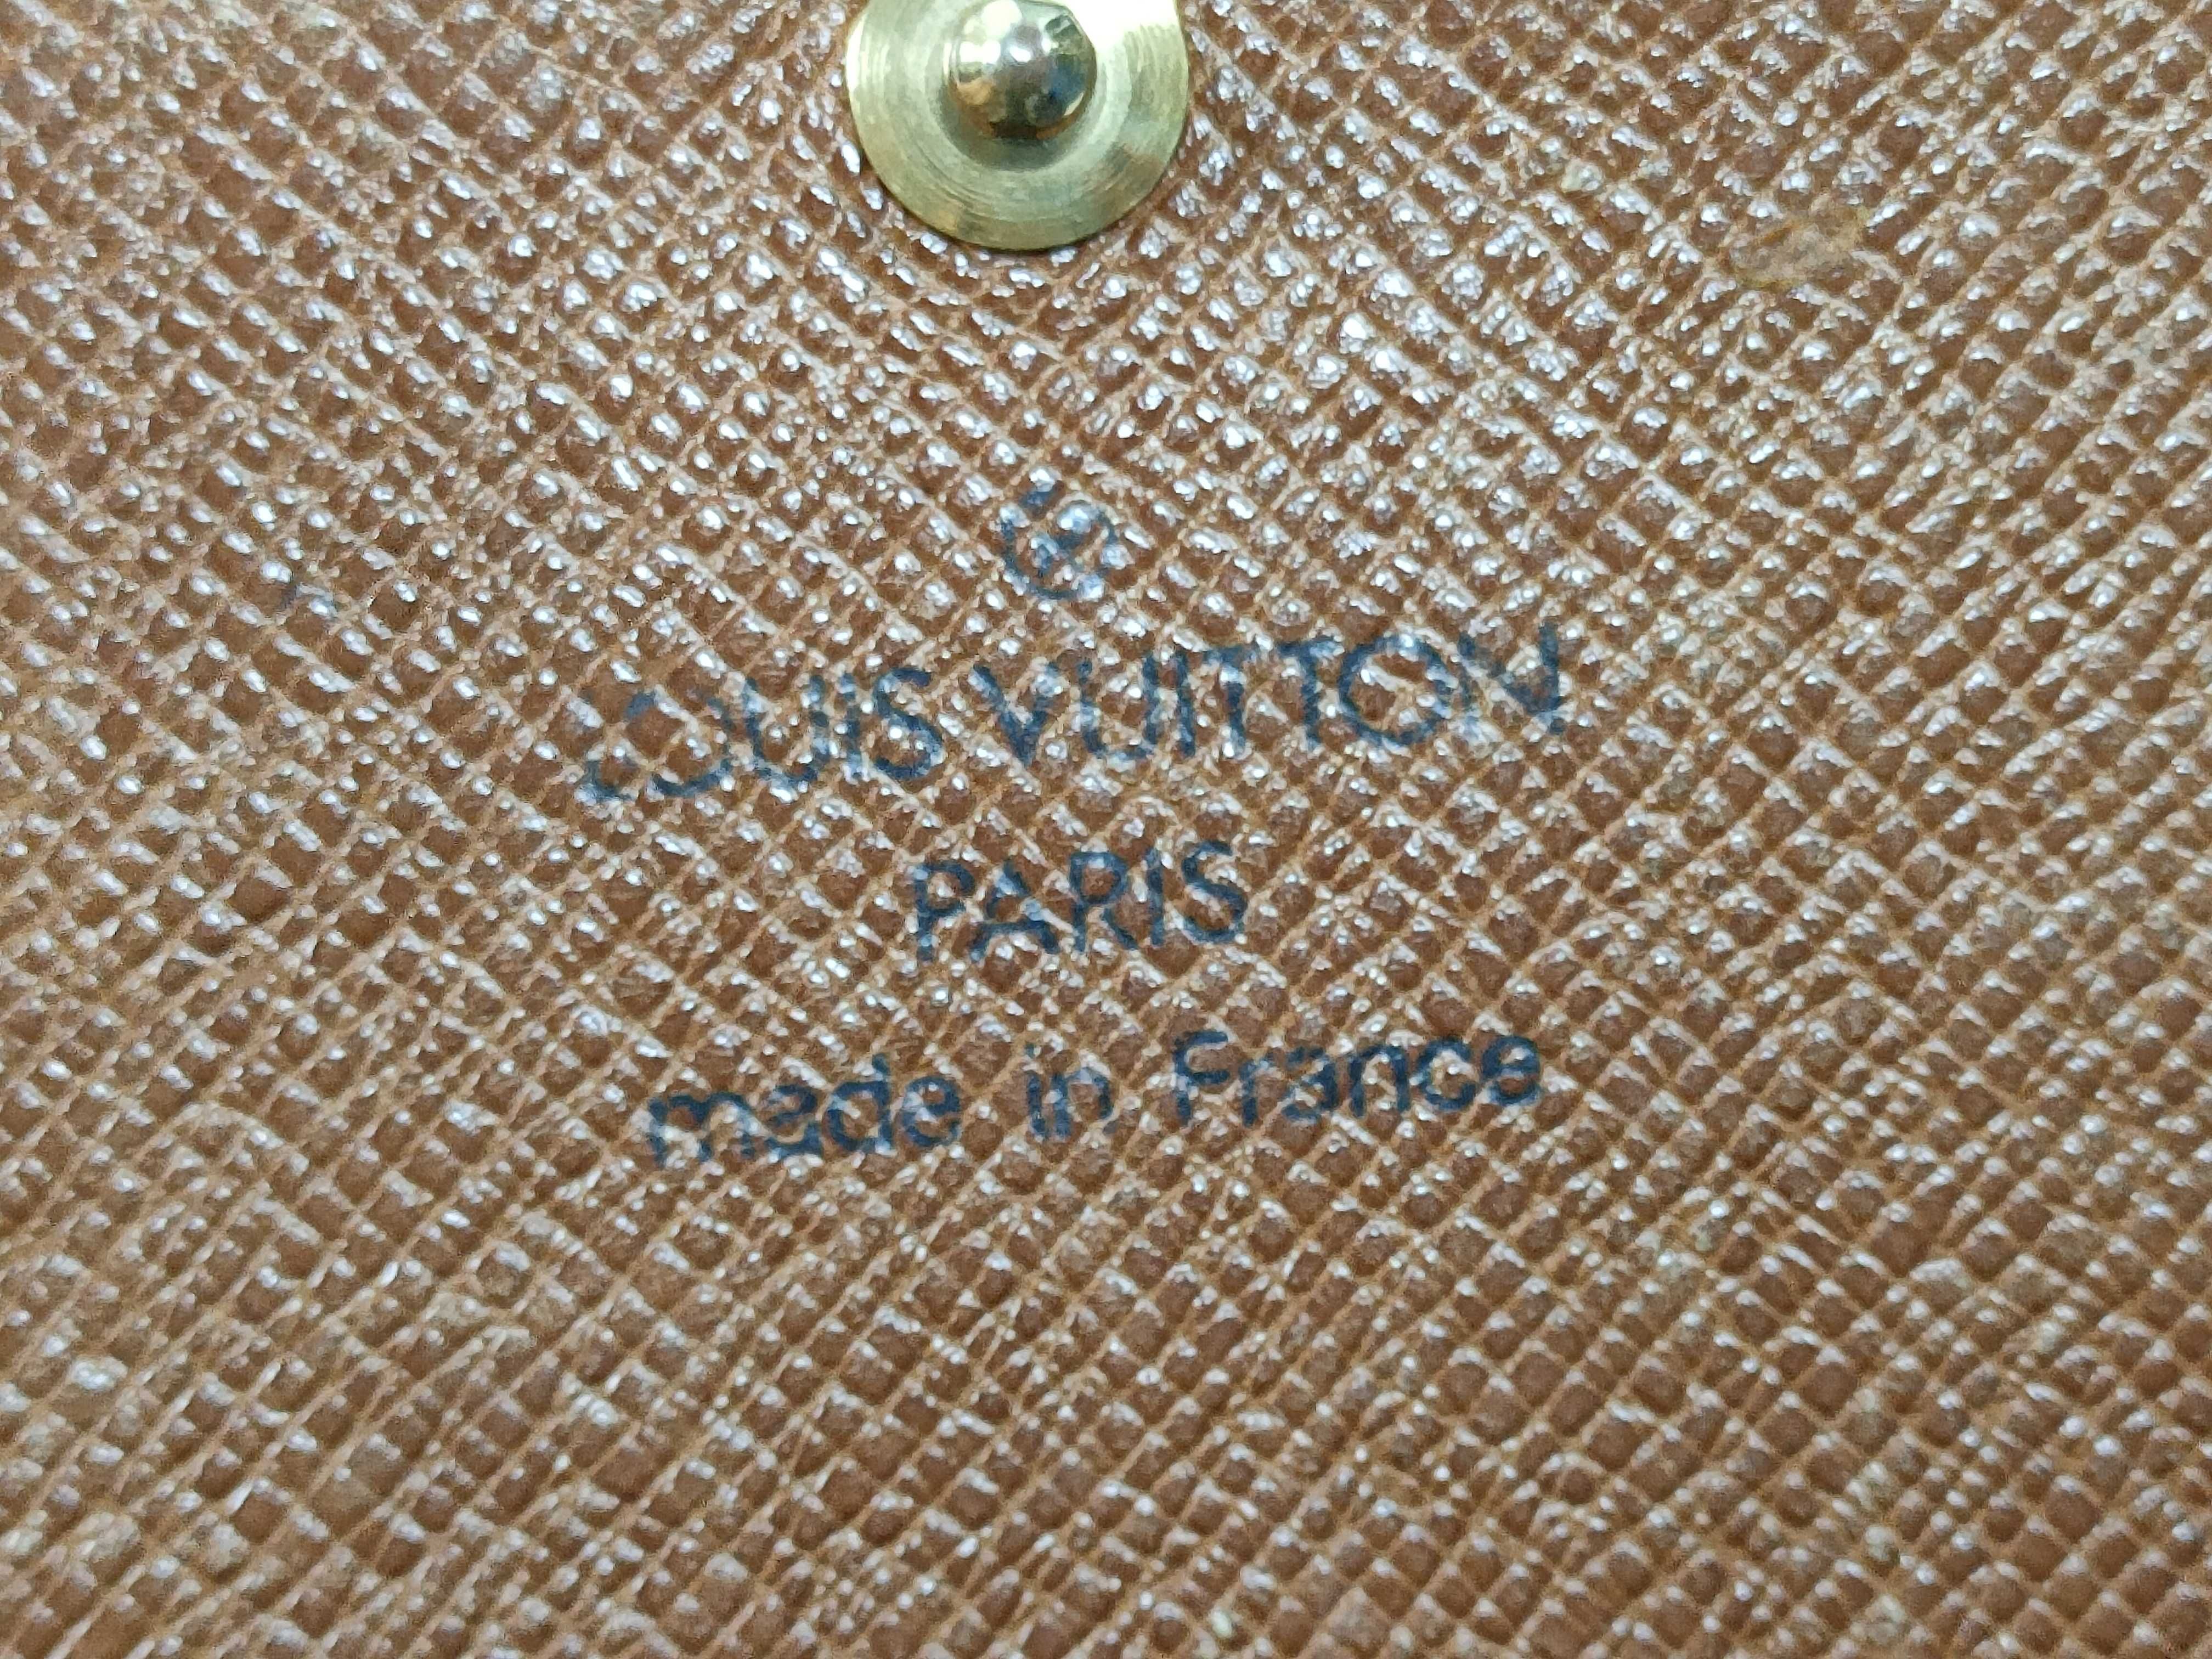 ®
LOUIS VUITTON
PARIS
made in France